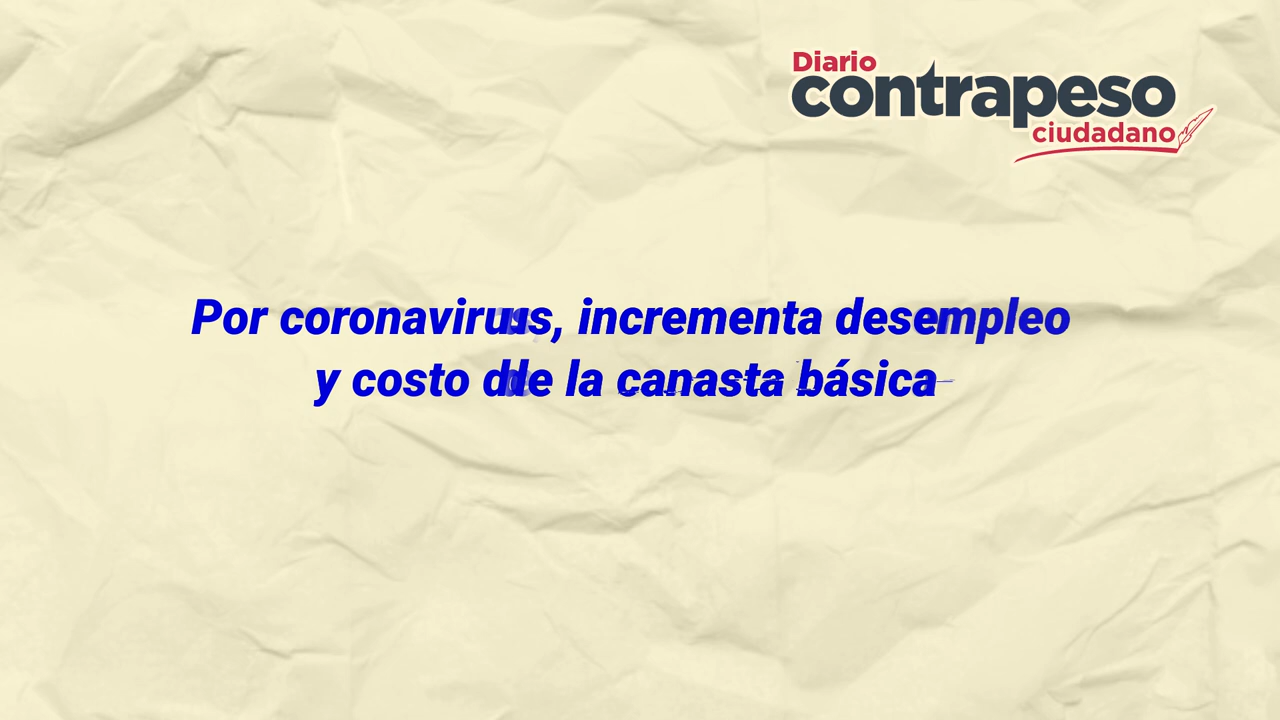 Diario
contrapeso
ciudadano
Por coronavirus, incrementa desempleo
y costo de la canasta básica